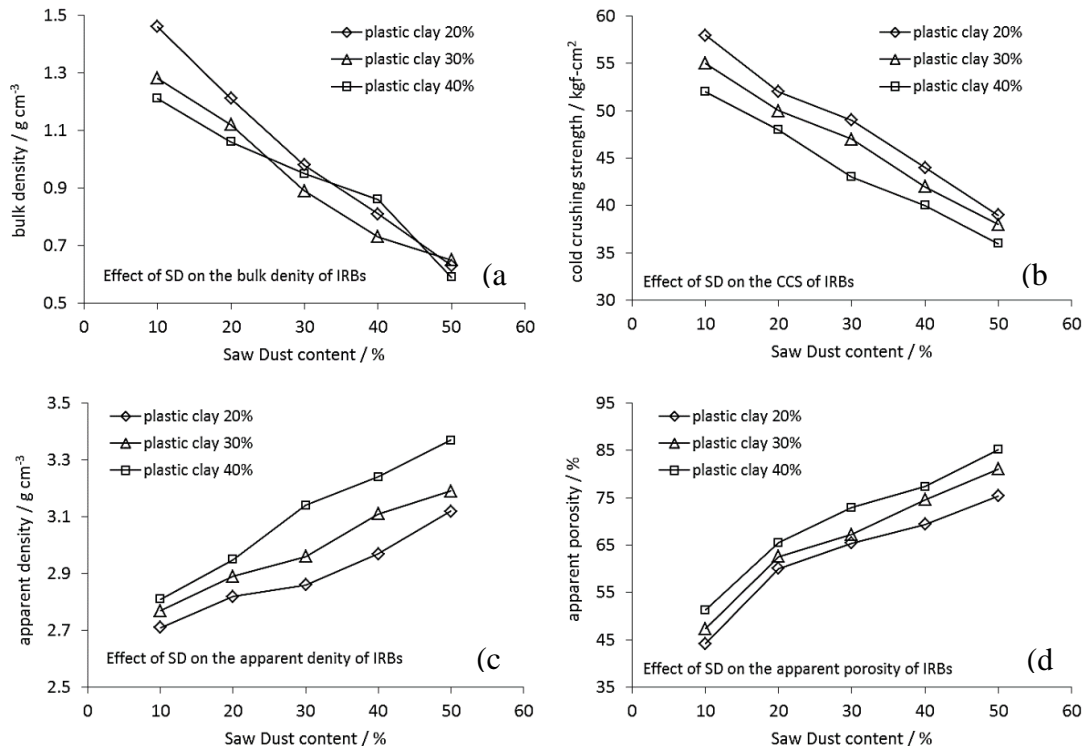 bulk density / g cm⁻³
1.5
1.3
1.1
0.9
0.7
0.5
plastic clay 20%
plastic clay 30%
plastic clay 40%
Effect of SD on the bulk denity of IRBs
(a
0 10 20 30 40 50 60
Saw Dust content / %
cold crushing strength / kgf-cm²
60
55
50
45
40
35
30
plastic clay 20%
plastic clay 30%
plastic clay 40%
Effect of SD on the CCS of IRBs
(b
0 10 20 30 40 50 60
Saw Dust content / %
apparent density / g cm⁻³
3.5
3.3
3.1
2.9
2.7
2.5
plastic clay 20%
plastic clay 30%
plastic clay 40%
Effect of SD on the apparent denity of IRBs
(c
0 10 20 30 40 50 60
Saw Dust content / %
apparent porosity / %
95
85
75
65
55
45
35
plastic clay 20%
plastic clay 30%
plastic clay 40%
Effect of SD on the apparent porosity of IRBs
(d
0 10 20 30 40 50 60
Saw Dust content / %